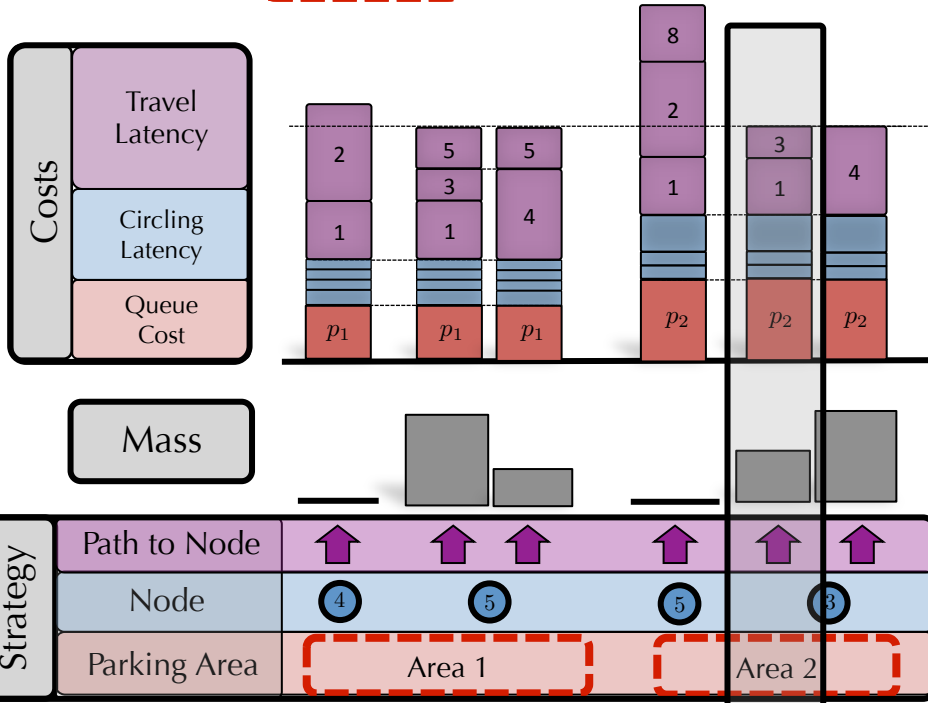 Costs
Travel
Latency
Circling
Latency
Queue
Cost
2
1
p₁
5
3
1
p₁
5
4
p₁
8
2
1
p₂
3
1
p₂
4
p₂
Mass
Strategy
Path to Node
Node
4
5
5
3
Parking Area
Area 1
Area 2